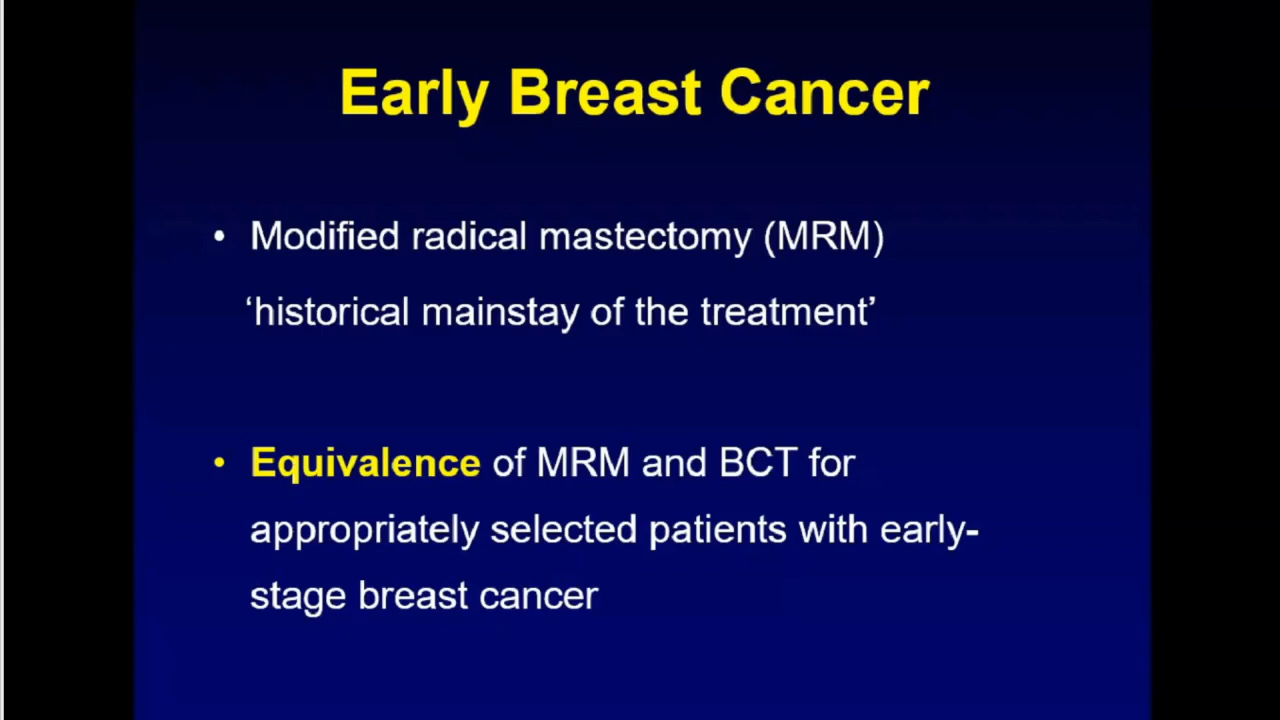 Early Breast Cancer
• Modified radical mastectomy (MRM)
‘historical mainstay of the treatment’
• Equivalence of MRM and BCT for
appropriately selected patients with early-
stage breast cancer